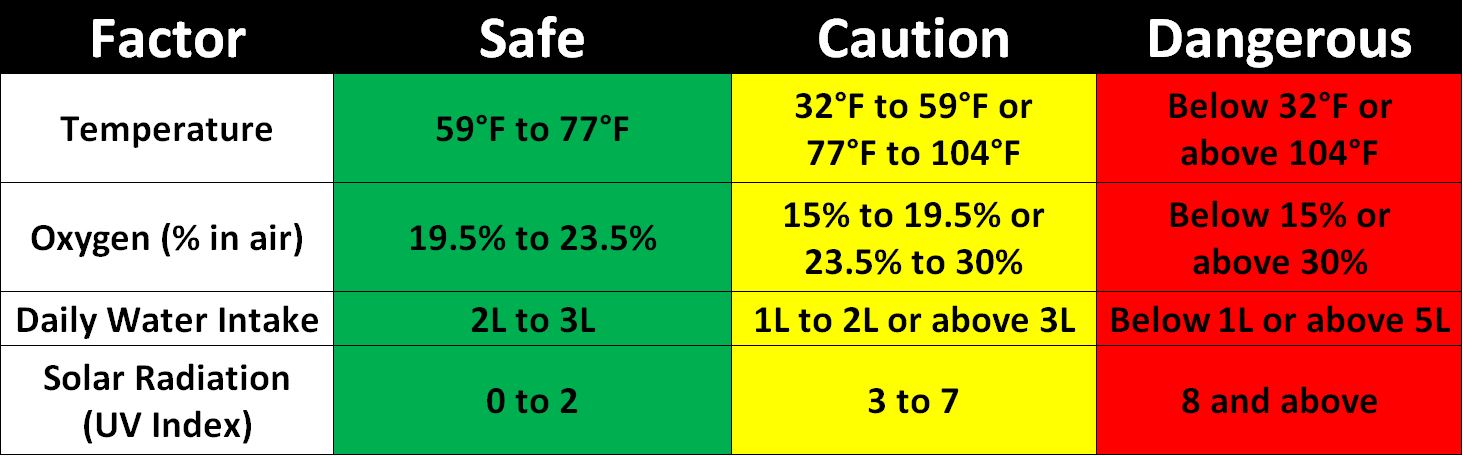 Factor Safe Caution Dangerous
Temperature 59°F to 77°F 32°F to 59°F or
77°F to 104°F Below 32°F or
above 104°F
Oxygen (% in air) 19.5% to 23.5% 15% to 19.5% or
23.5% to 30% Below 15% or
above 30%
Daily Water Intake 2L to 3L 1L to 2L or above 3L Below 1L or above 5L
Solar Radiation
(UV Index) 0 to 2 3 to 7 8 and above